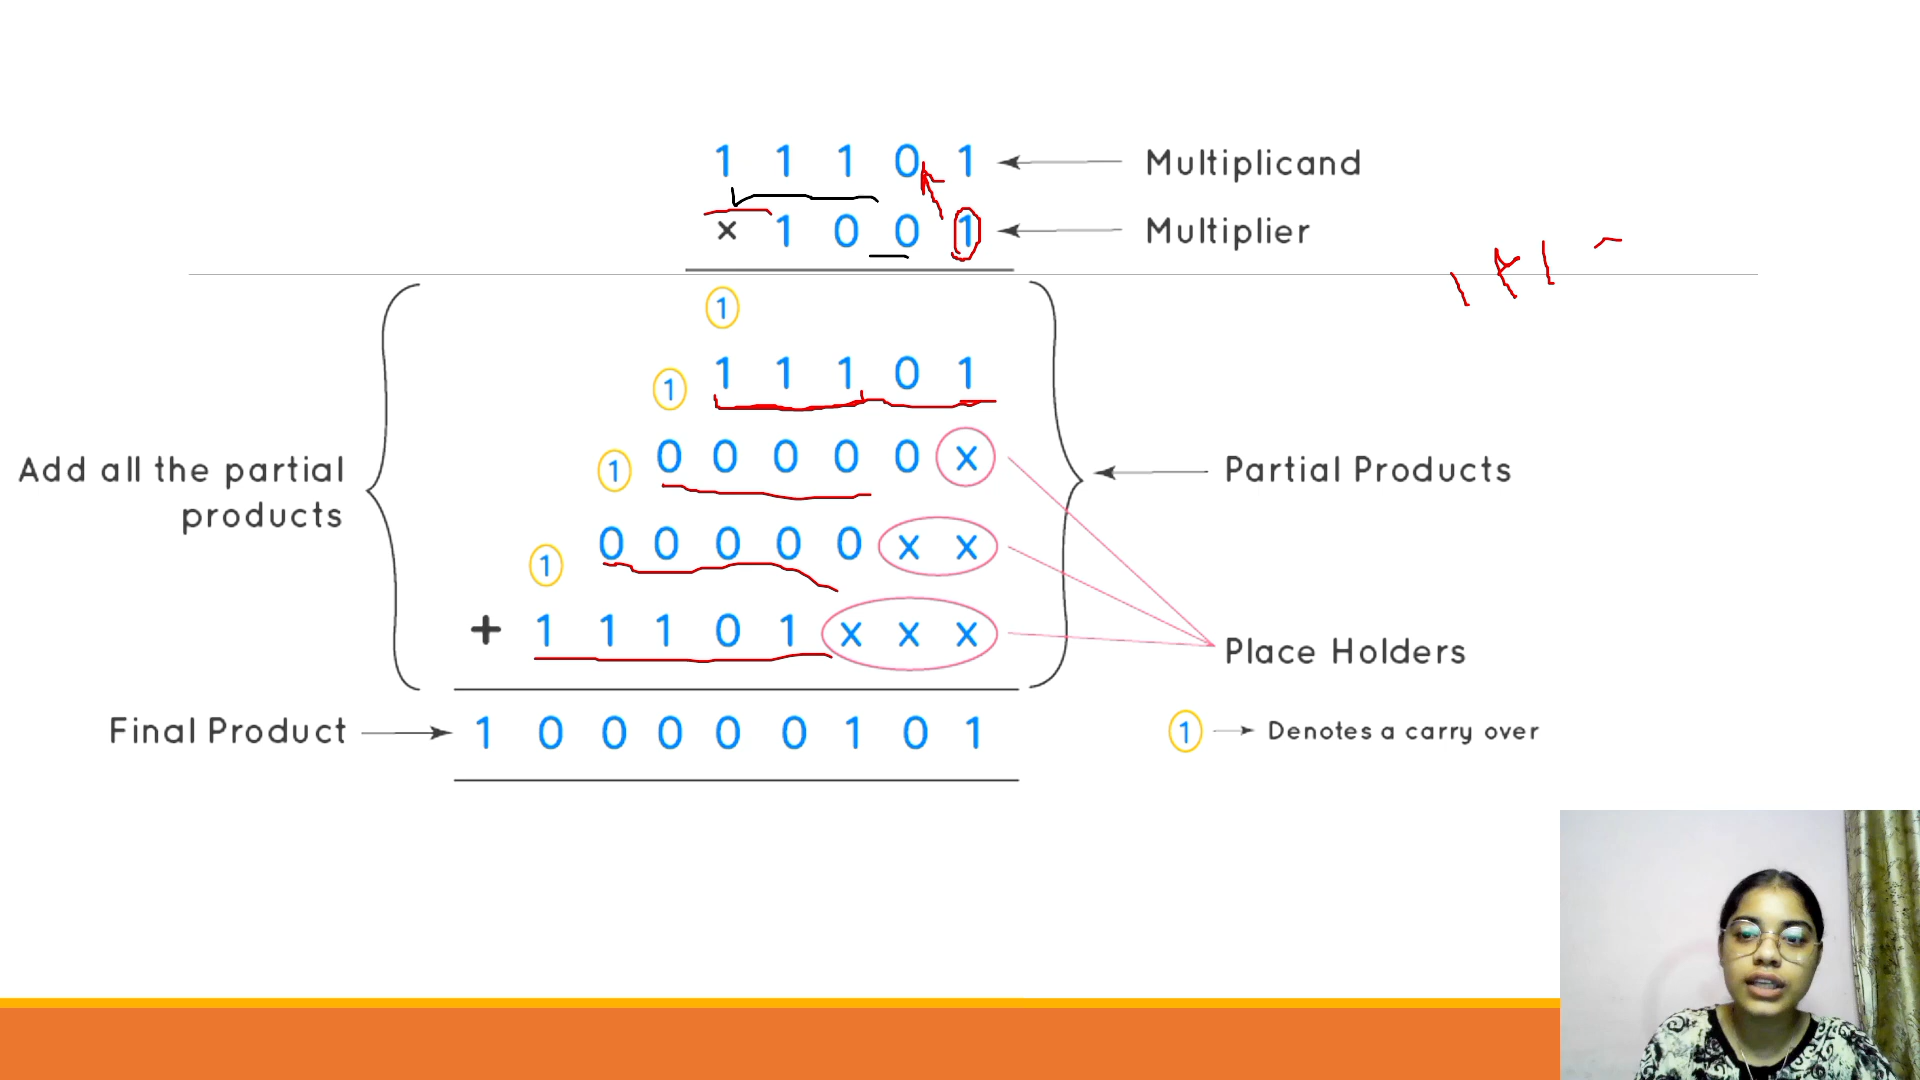 1 1 1 0 1 Multiplicand
× 1 0 0 1 Multiplier
1
1 1 1 0 1
1
0 0 0 0 0 x
1
0 0 0 0 0 x x
1
+ 1 1 1 0 1 x x x
Add all the partial
products
Partial Products
Place Holders
Final Product 1 0 0 0 0 0 1 0 1
1 Denotes a carry over